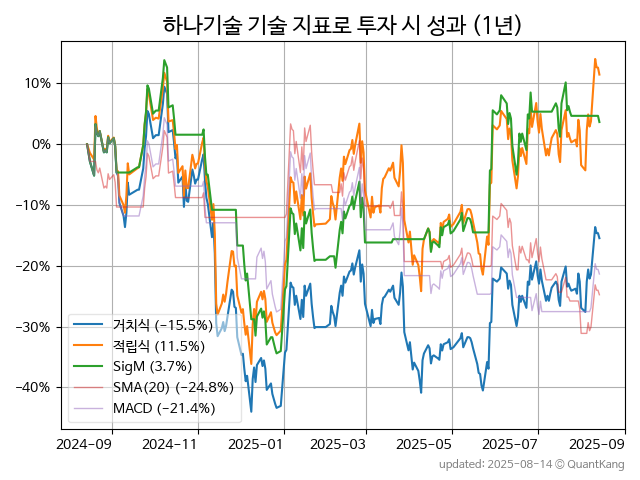 하나기술 기술 지표로 투자 시 성과 (1년)
10%
0%
−10%
−20%
−30%
−40%
거치식 (−15.5%)
적립식 (11.5%)
SigM (3.7%)
SMA(20) (−24.8%)
MACD (−21.4%)
2024-09 2024-11 2025-01 2025-03 2025-05 2025-07 2025-09
updated: 2025-08-14 © QuantKang